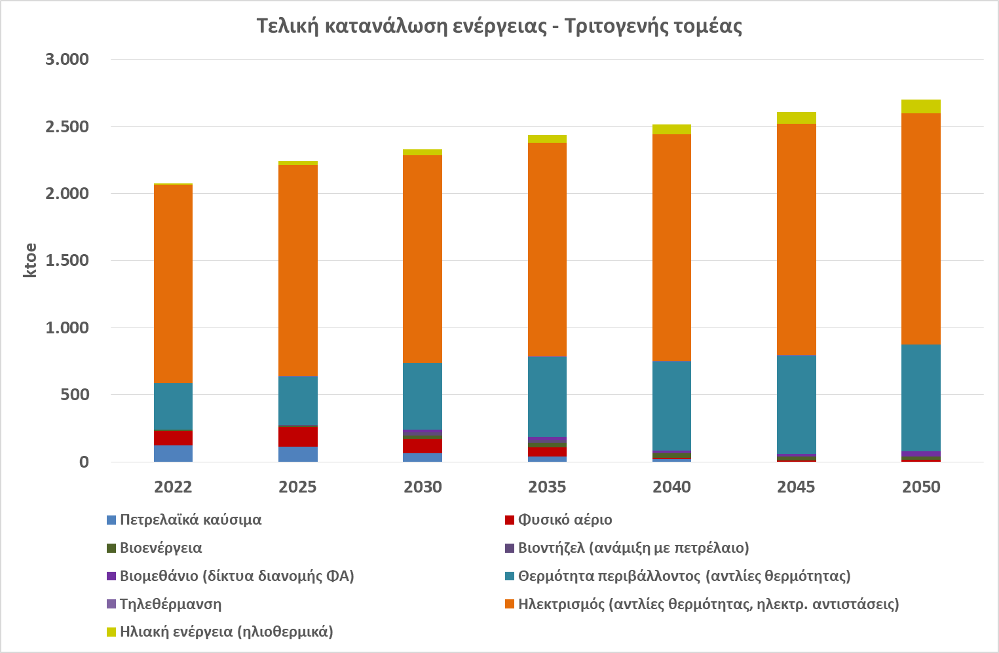 Τελική κατανάλωση ενέργειας - Τριτογενής τομέας
3.000
2.500
2.000
1.500
1.000
500
0
ktoe
2022 2025 2030 2035 2040 2045 2050
Πετρελαϊκά καύσιμα Φυσικό αέριο
Βιοενέργεια Βιοντήζελ (ανάμιξη με πετρέλαιο)
Βιομεθάνιο (δίκτυα διανομής ΦΑ) Θερμότητα περιβάλλοντος (αντλίες θερμότητας)
Τηλεθέρμανση Ηλεκτρισμός (αντλίες θερμότητας, ηλεκτρ. αντιστάσεις)
Ηλιακή ενέργεια (ηλιοθερμικά)